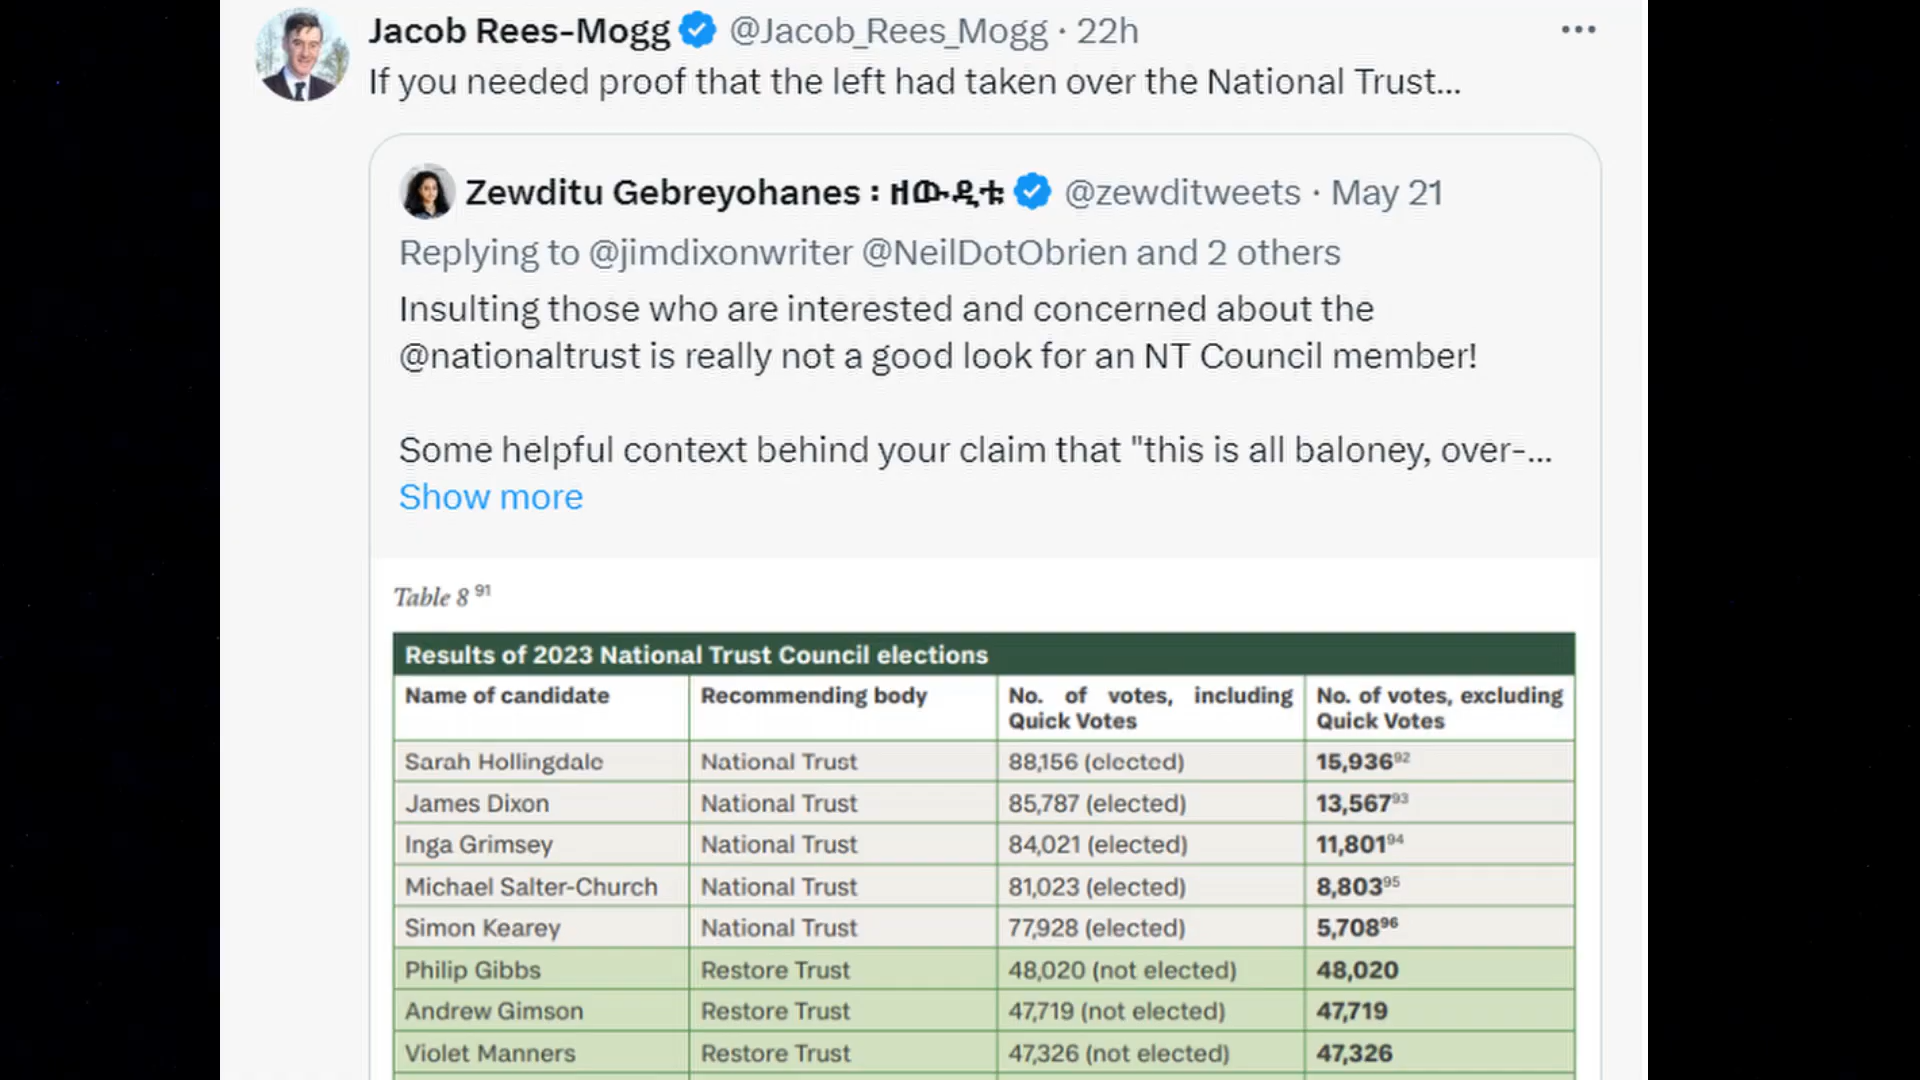 Jacob Rees-Mogg @Jacob_Rees_Mogg · 22h
If you needed proof that the left had taken over the National Trust...
Zewditu Gebreyohanes : ዘውዲቱ @zewditweets · May 21
Replying to @jimdixonwriter @NeilDotObrien and 2 others
Insulting those who are interested and concerned about the
@nationaltrust is really not a good look for an NT Council member!
Some helpful context behind your claim that "this is all baloney, over-...
Show more
Table 8 91
Results of 2023 National Trust Council elections
Name of candidate Recommending body No. of votes, including Quick Votes No. of votes, excluding Quick Votes
Sarah Hollingdale National Trust 88,156 (elected) 15,936 92
James Dixon National Trust 85,787 (elected) 13,567 93
Inga Grimsey National Trust 84,021 (elected) 11,801 94
Michael Salter-Church National Trust 81,023 (elected) 8,803 95
Simon Kearey National Trust 77,928 (elected) 5,708 96
Philip Gibbs Restore Trust 48,020 (not elected) 48,020
Andrew Gimson Restore Trust 47,719 (not elected) 47,719
Violet Manners Restore Trust 47,326 (not elected) 47,326